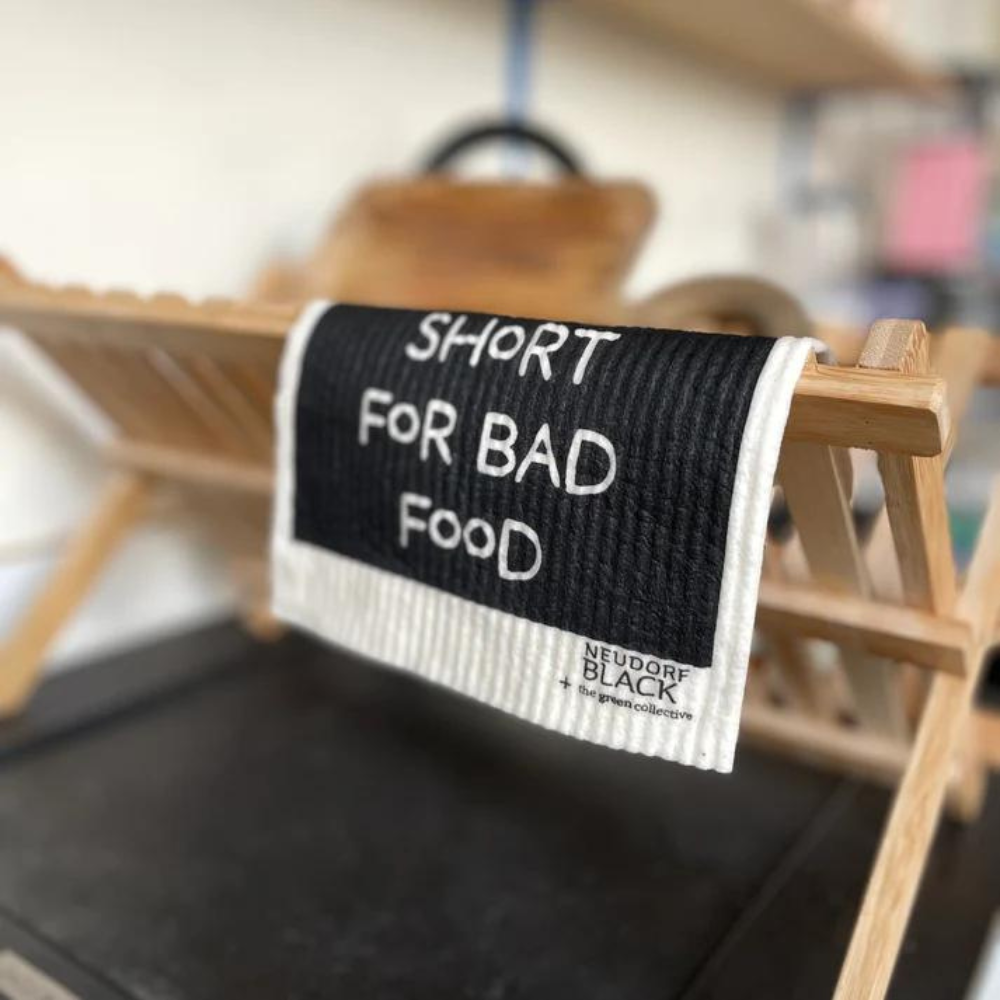 SHoRT
FoR BAD
FooD
NEUDORF
BLACK
+ the green collective